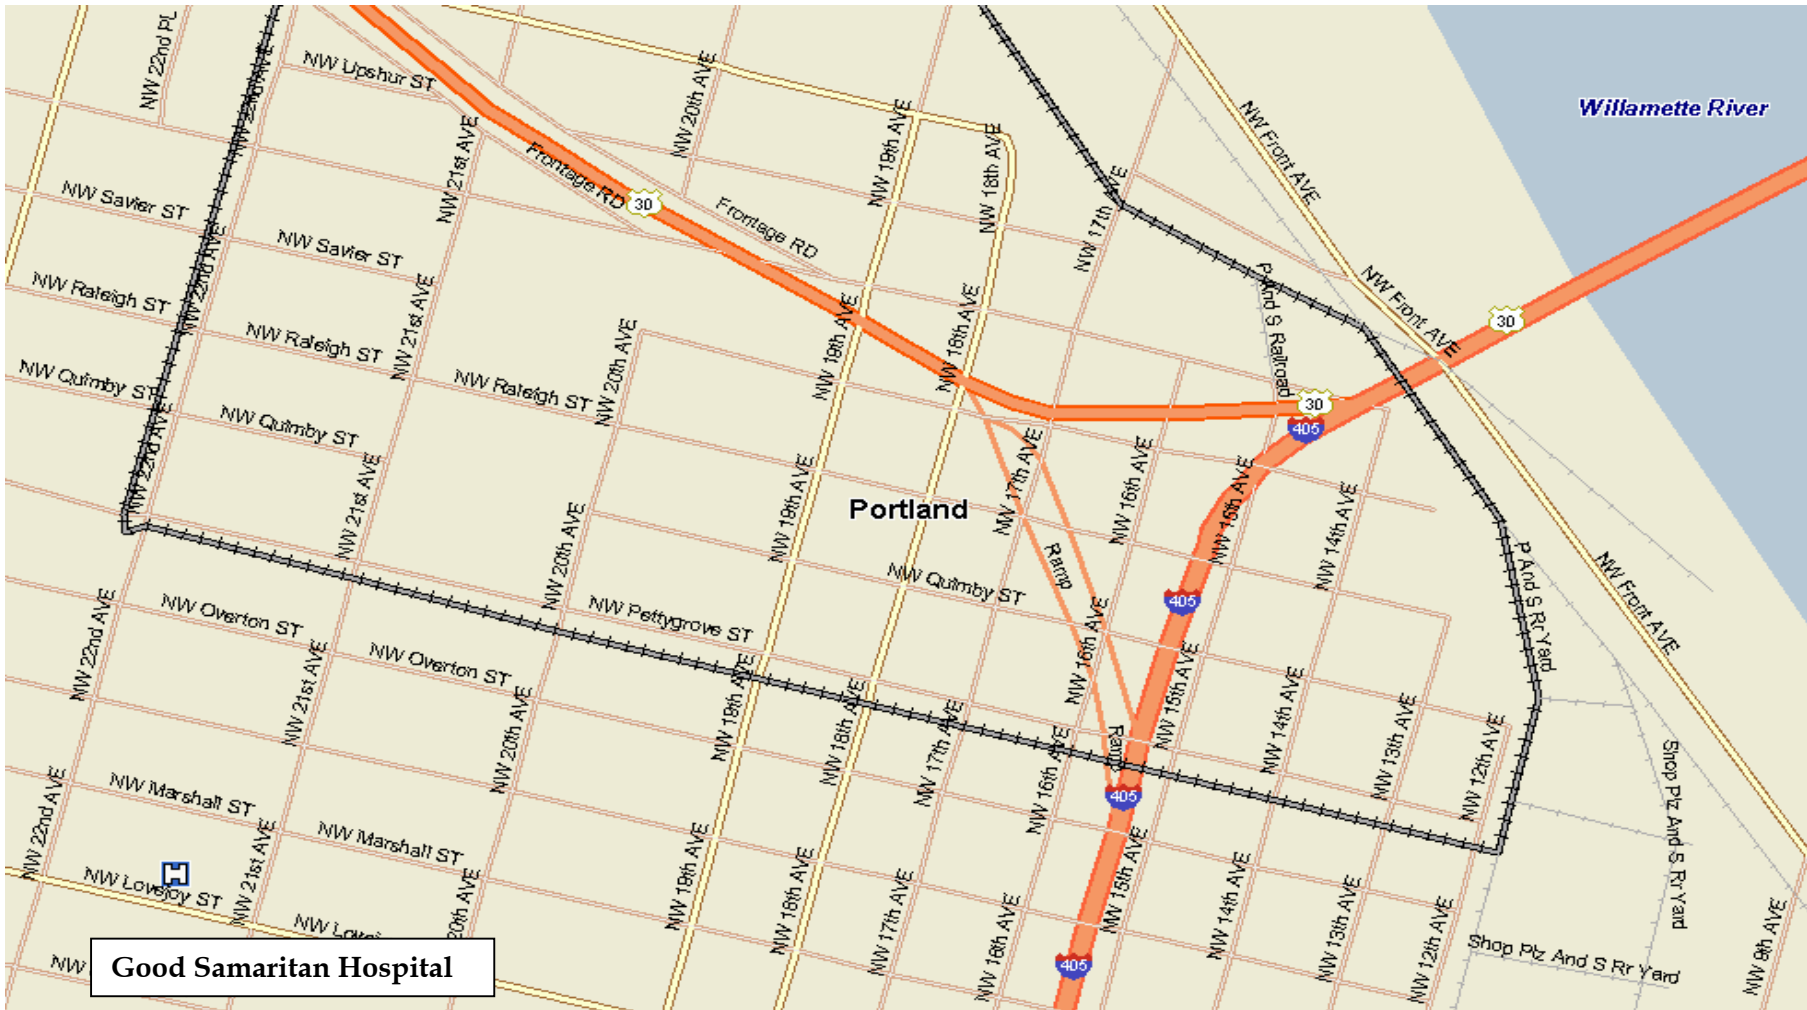 NW 22nd PL
NW 22nd AVE
NW Upshur ST
NW 20th AVE
NW 19th AVE
NW 18th AVE
NW Front AVE
Willamette River
NW 21st AVE
Frontage RD
30
Frontage RD
NW 17th AVE
NW Savier ST
NW Savier ST
NW 22nd AVE
P And S Railroad
NW Front AVE
30
NW Raleigh ST
NW Raleigh ST
NW 21st AVE
NW 20th AVE
NW 19th AVE
NW 18th AVE
NW Quimby ST
NW Raleigh ST
30
405
NW 22nd AVE
NW Quimby ST
NW 21st AVE
NW 19th AVE
Portland
NW 17th AVE
NW 16th AVE
NW 15th AVE
NW 14th AVE
P And S Rr Yard
NW Front AVE
NW 20th AVE
Ramp
NW Quimby ST
405
NW 22nd AVE
NW Overton ST
NW Pettygrove ST
NW 16th AVE
NW Overton ST
NW 21st AVE
NW 20th AVE
NW 19th AVE
NW 18th AVE
NW 17th AVE
NW 16th AVE
Ramp
NW 15th AVE
NW 14th AVE
NW 13th AVE
NW 12th AVE
Shop Plz And S Rr Yard
405
NW 22nd AVE
NW Marshall ST
NW Marshall ST
NW 21st AVE
NW Lovejoy ST
NW Lovej
20th AVE
NW 19th AVE
NW 18th AVE
NW 17th AVE
NW 16th AVE
NW 15th AVE
NW 14th AVE
NW 13th AVE
NW 12th AVE
405
Shop Plz And S Rr Yard
NW 9th AVE
NW
Good Samaritan Hospital
H